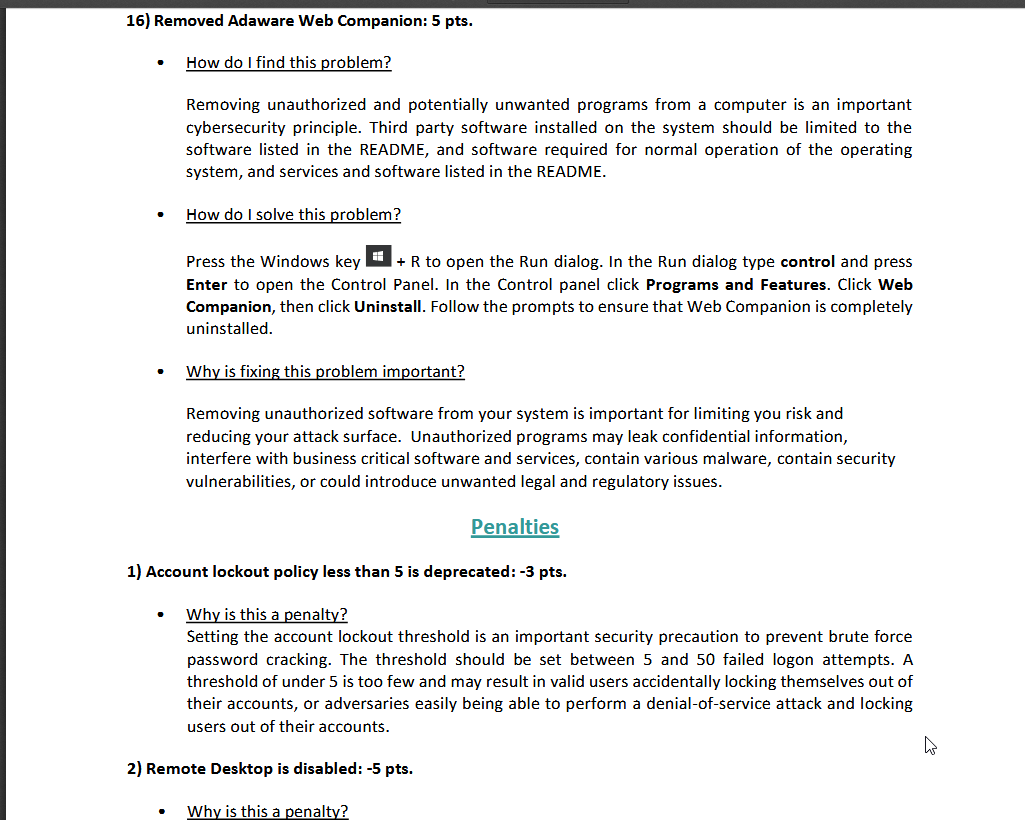 16) Removed Adaware Web Companion: 5 pts.
• How do I find this problem?
Removing unauthorized and potentially unwanted programs from a computer is an important
cybersecurity principle. Third party software installed on the system should be limited to the
software listed in the README, and software required for normal operation of the operating
system, and services and software listed in the README.
• How do I solve this problem?
Press the Windows key + R to open the Run dialog. In the Run dialog type control and press
Enter to open the Control Panel. In the Control panel click Programs and Features. Click Web
Companion, then click Uninstall. Follow the prompts to ensure that Web Companion is completely
uninstalled.
• Why is fixing this problem important?
Removing unauthorized software from your system is important for limiting you risk and
reducing your attack surface.  Unauthorized programs may leak confidential information,
interfere with business critical software and services, contain various malware, contain security
vulnerabilities, or could introduce unwanted legal and regulatory issues.
Penalties
1) Account lockout policy less than 5 is deprecated: -3 pts.
• Why is this a penalty?
Setting the account lockout threshold is an important security precaution to prevent brute force
password cracking. The threshold should be set between 5 and 50 failed logon attempts. A
threshold of under 5 is too few and may result in valid users accidentally locking themselves out of
their accounts, or adversaries easily being able to perform a denial-of-service attack and locking
users out of their accounts.
2) Remote Desktop is disabled: -5 pts.
• Why is this a penalty?